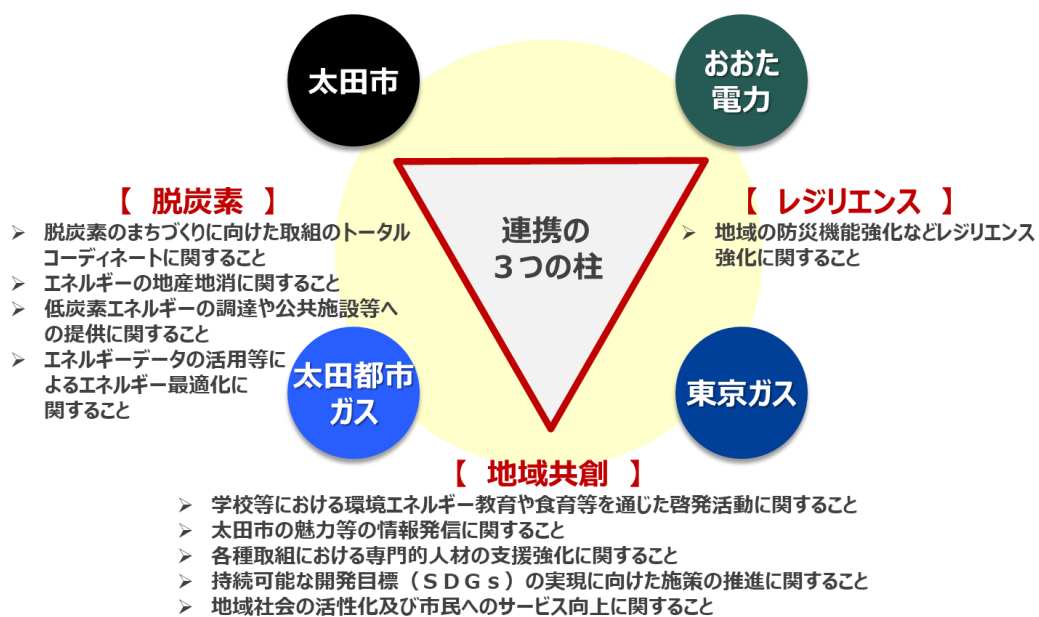 太田市
おおた
電力
【 脱炭素 】
➢ 脱炭素のまちづくりに向けた取組のトータル
コーディネートに関すること
➢ エネルギーの地産地消に関すること
➢ 低炭素エネルギーの調達や公共施設等へ
の提供に関すること
➢ エネルギーデータの活用等に
よるエネルギー最適化に
関すること
連携の
３つの柱
【 レジリエンス 】
➢ 地域の防災機能強化などレジリエンス
強化に関すること
太田都市
ガス
東京ガス
【 地域共創 】
➢ 学校等における環境エネルギー教育や食育等を通じた啓発活動に関すること
➢ 太田市の魅力等の情報発信に関すること
➢ 各種取組における専門的人材の支援強化に関すること
➢ 持続可能な開発目標（ＳＤＧｓ）の実現に向けた施策の推進に関すること
➢ 地域社会の活性化及び市民へのサービス向上に関すること